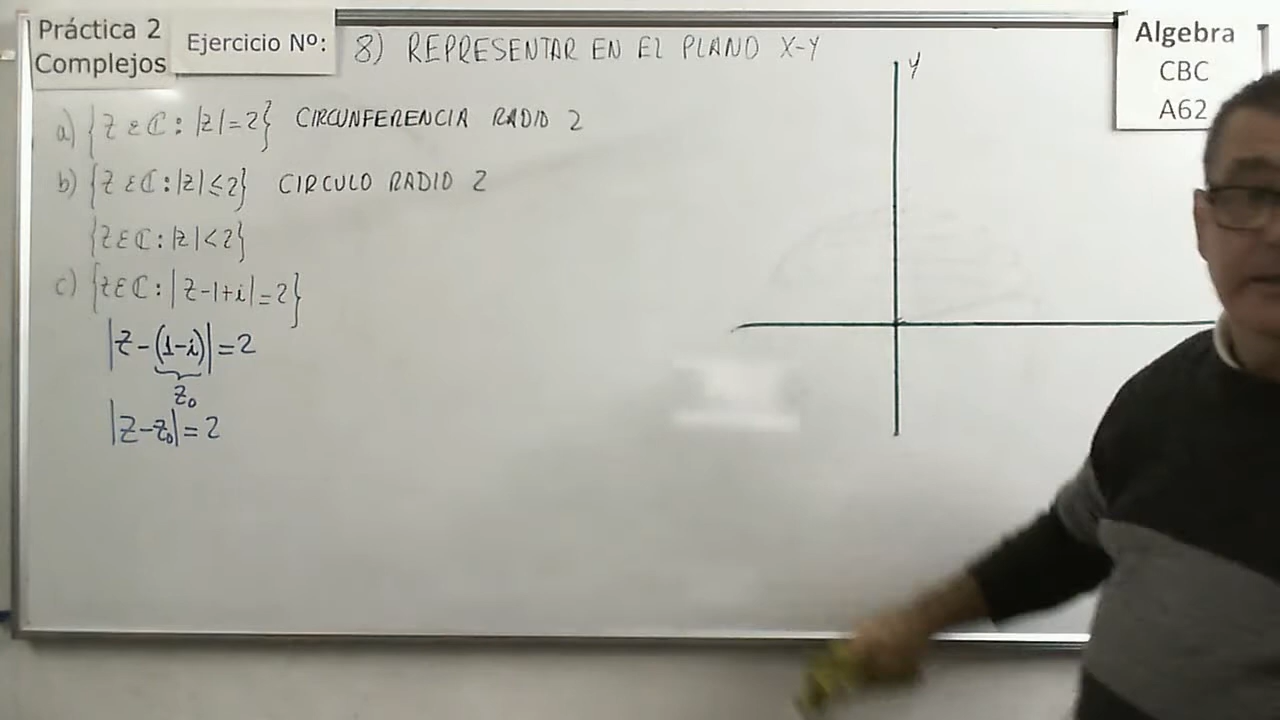 Práctica 2
Complejos
Ejercicio Nº:
8) REPRESENTAR EN EL PLANO X-Y
Algebra
CBC
A62
a) {z ε ℂ : |z| = 2} CIRCUNFERENCIA RADIO 2
b) {z ε ℂ : |z| ≤ 2} CIRCULO RADIO 2
{z ε ℂ : |z| < 2}
c) {z ε ℂ : |z-1+i| = 2}
|z-(1-i)| = 2
z₀
|z-z₀| = 2
y